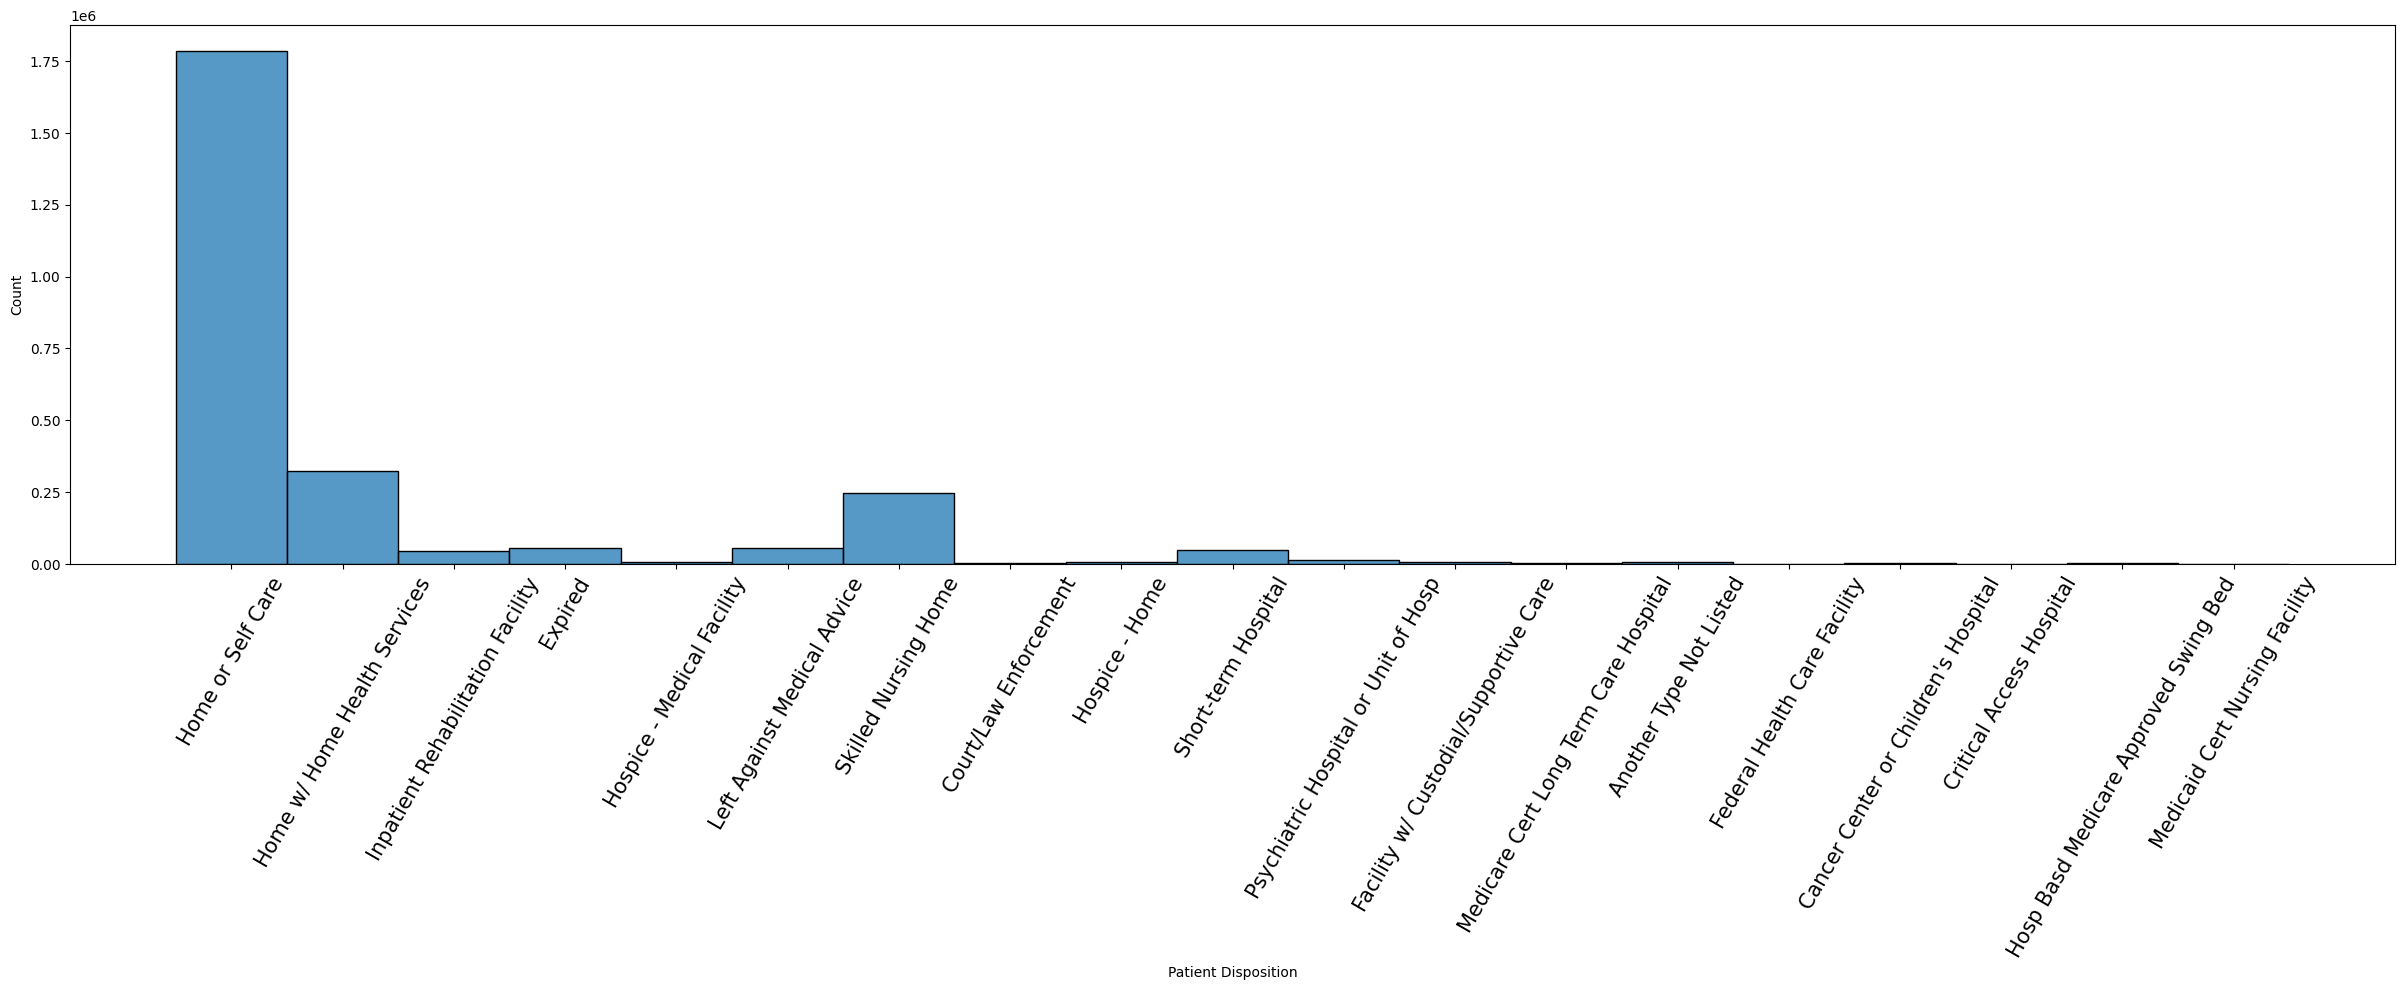 1e6
1.75
1.50
1.25
1.00
0.75
0.50
0.25
0.00
Count
Home or Self Care
Home w/ Home Health Services
Inpatient Rehabilitation Facility
Expired
Hospice - Medical Facility
Left Against Medical Advice
Skilled Nursing Home
Court/Law Enforcement
Hospice - Home
Short-term Hospital
Psychiatric Hospital or Unit of Hosp
Facility w/ Custodial/Supportive Care
Medicare Cert Long Term Care Hospital
Another Type Not Listed
Federal Health Care Facility
Cancer Center or Children's Hospital
Critical Access Hospital
Hosp Basd Medicare Approved Swing Bed
Medicaid Cert Nursing Facility
Patient Disposition